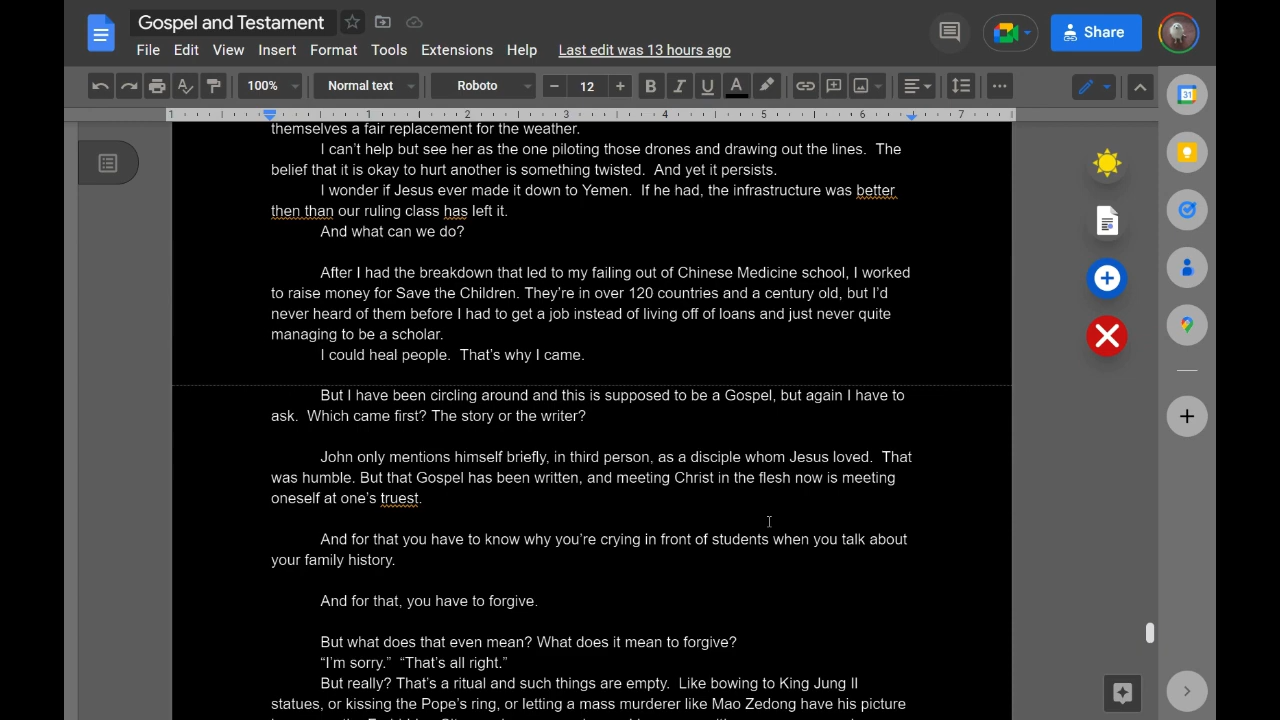 Gospel and Testament
File Edit View Insert Format Tools Extensions Help Last edit was 13 hours ago
Share
100% Normal text Roboto 12 B I U A
1 1 2 3 4 5 6 7
31
themselves a fair replacement for the weather.
I can't help but see her as the one piloting those drones and drawing out the lines. The
belief that it is okay to hurt another is something twisted. And yet it persists.
I wonder if Jesus ever made it down to Yemen. If he had, the infrastructure was better
then than our ruling class has left it.
And what can we do?
After I had the breakdown that led to my failing out of Chinese Medicine school, I worked
to raise money for Save the Children. They're in over 120 countries and a century old, but I'd
never heard of them before I had to get a job instead of living off of loans and just never quite
managing to be a scholar.
I could heal people. That's why I came.
But I have been circling around and this is supposed to be a Gospel, but again I have to
ask. Which came first? The story or the writer?
John only mentions himself briefly, in third person, as a disciple whom Jesus loved. That
was humble. But that Gospel has been written, and meeting Christ in the flesh now is meeting
oneself at one's truest.
And for that you have to know why you're crying in front of students when you talk about
your family history.
And for that, you have to forgive.
But what does that even mean? What does it mean to forgive?
“I'm sorry.” “That's all right.”
But really? That's a ritual and such things are empty. Like bowing to King Jung Il
statues, or kissing the Pope's ring, or letting a mass murderer like Mao Zedong have his picture